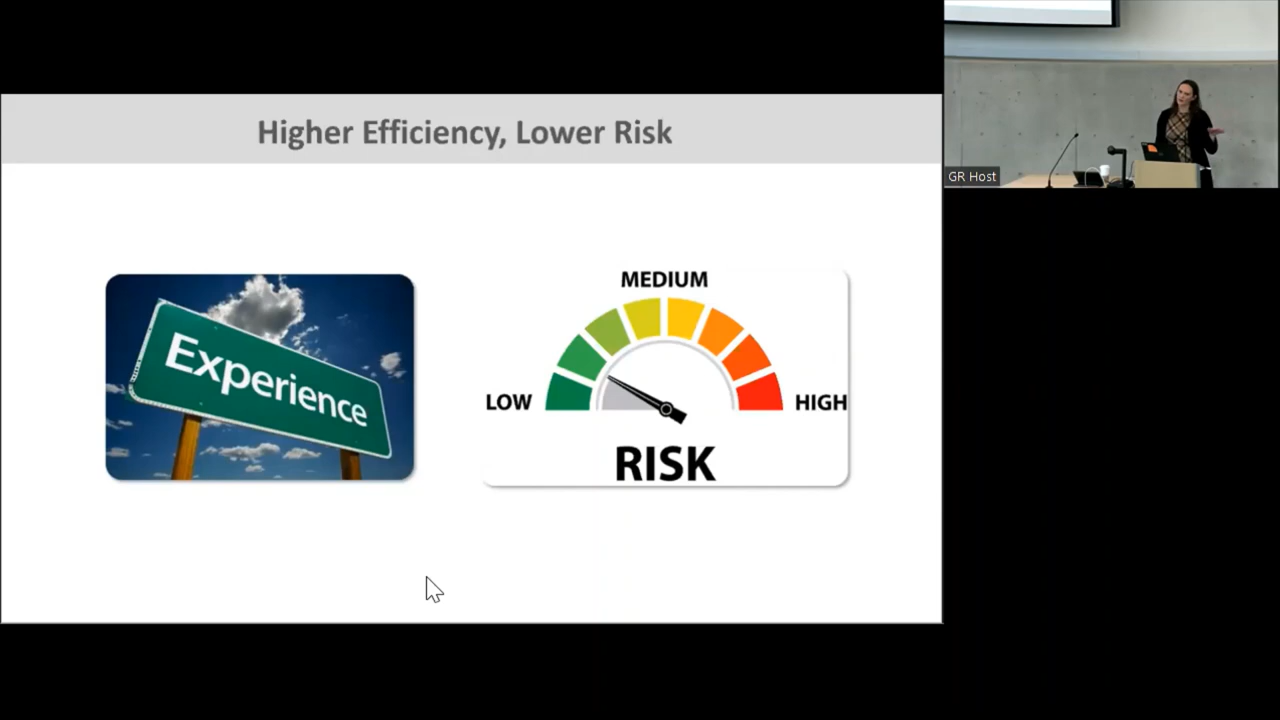 Higher Efficiency, Lower Risk
Experience
MEDIUM
LOW
HIGH
RISK
GR Host